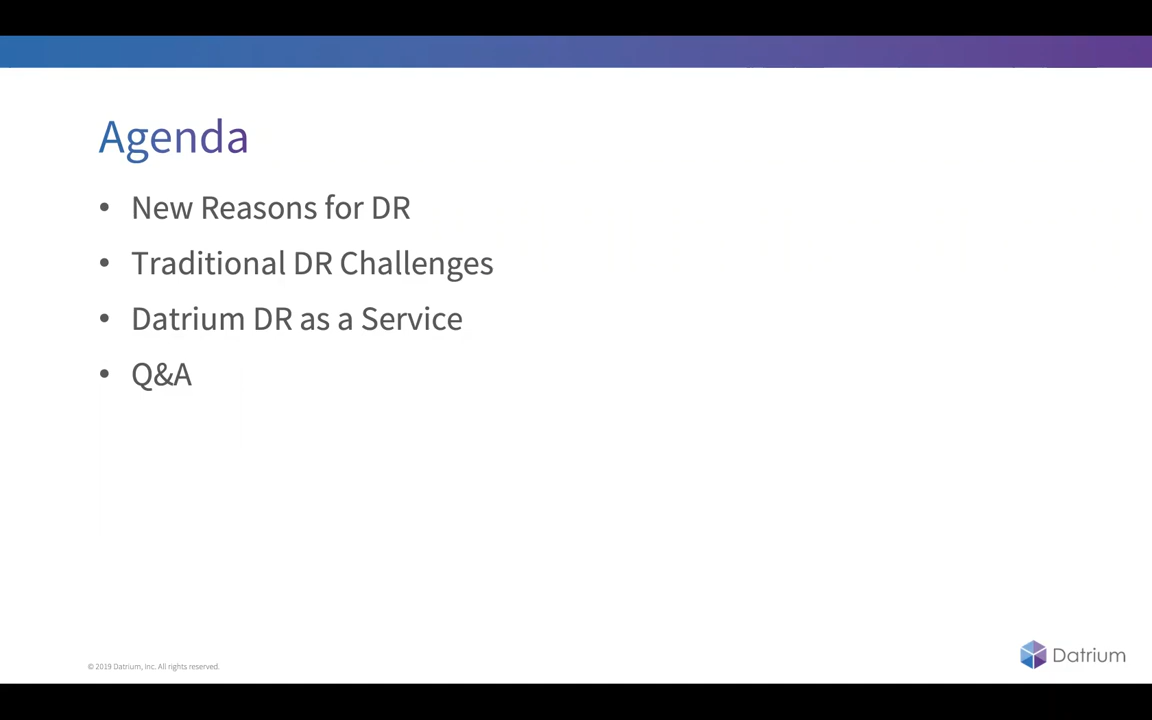 Agenda
• New Reasons for DR
• Traditional DR Challenges
• Datrium DR as a Service
• Q&A
© 2019 Datrium, Inc. All rights reserved.
Datrium